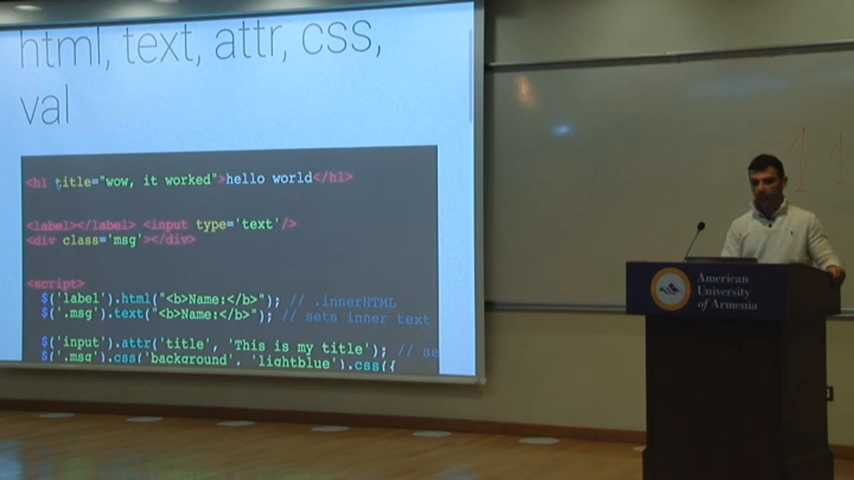 html, text, attr, css,
val
<h1 title="wow, it worked">hello world</h1>
<label></label> <input type='text'/>
<div class='msg'></div>
<script>
$('label').html("<b>Name:</b>"); // .innerHTML
$('.msg').text("<b>Name:</b>"); // sets inner text
$('input').attr('title', 'This is my title'); // se
$('.msg').css('background', 'lightblue').css({
11
American
University
of Armenia